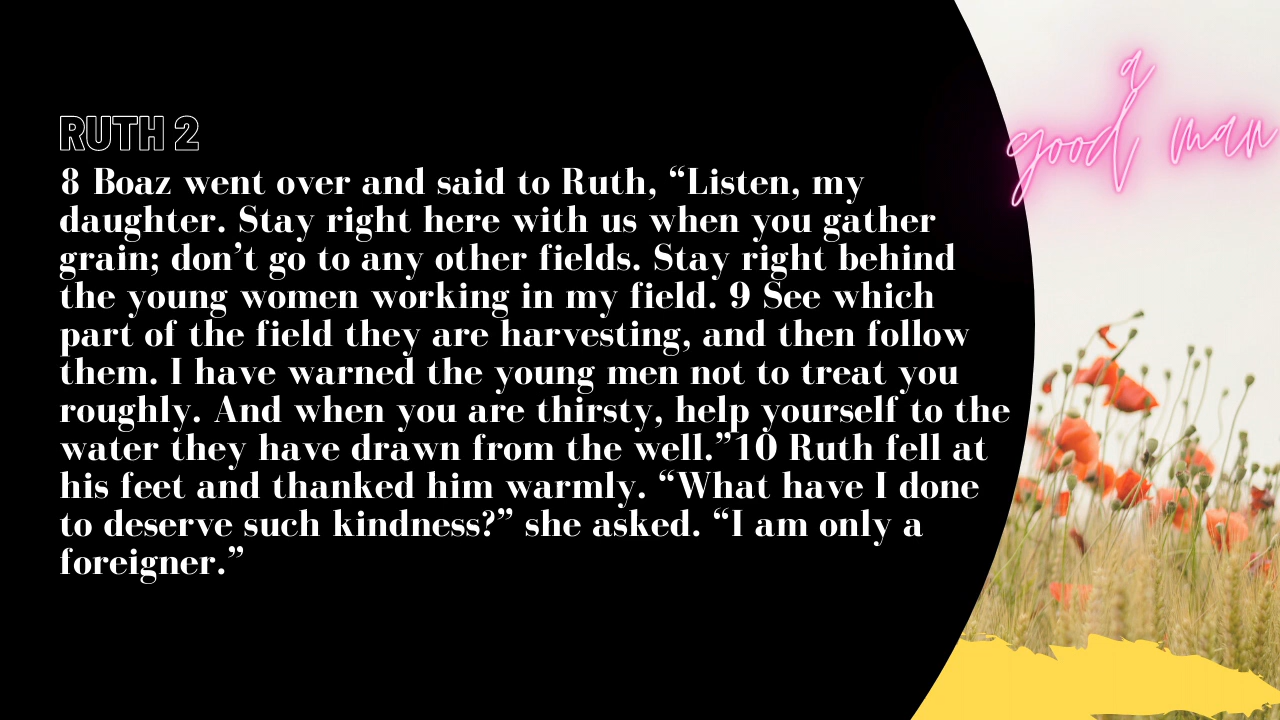 RUTH 2
8 Boaz went over and said to Ruth, “Listen, my
daughter. Stay right here with us when you gather
grain; don’t go to any other fields. Stay right behind
the young women working in my field. 9 See which
part of the field they are harvesting, and then follow
them. I have warned the young men not to treat you
roughly. And when you are thirsty, help yourself to the
water they have drawn from the well.”10 Ruth fell at
his feet and thanked him warmly. “What have I done
to deserve such kindness?” she asked. “I am only a
foreigner.”
a
good man